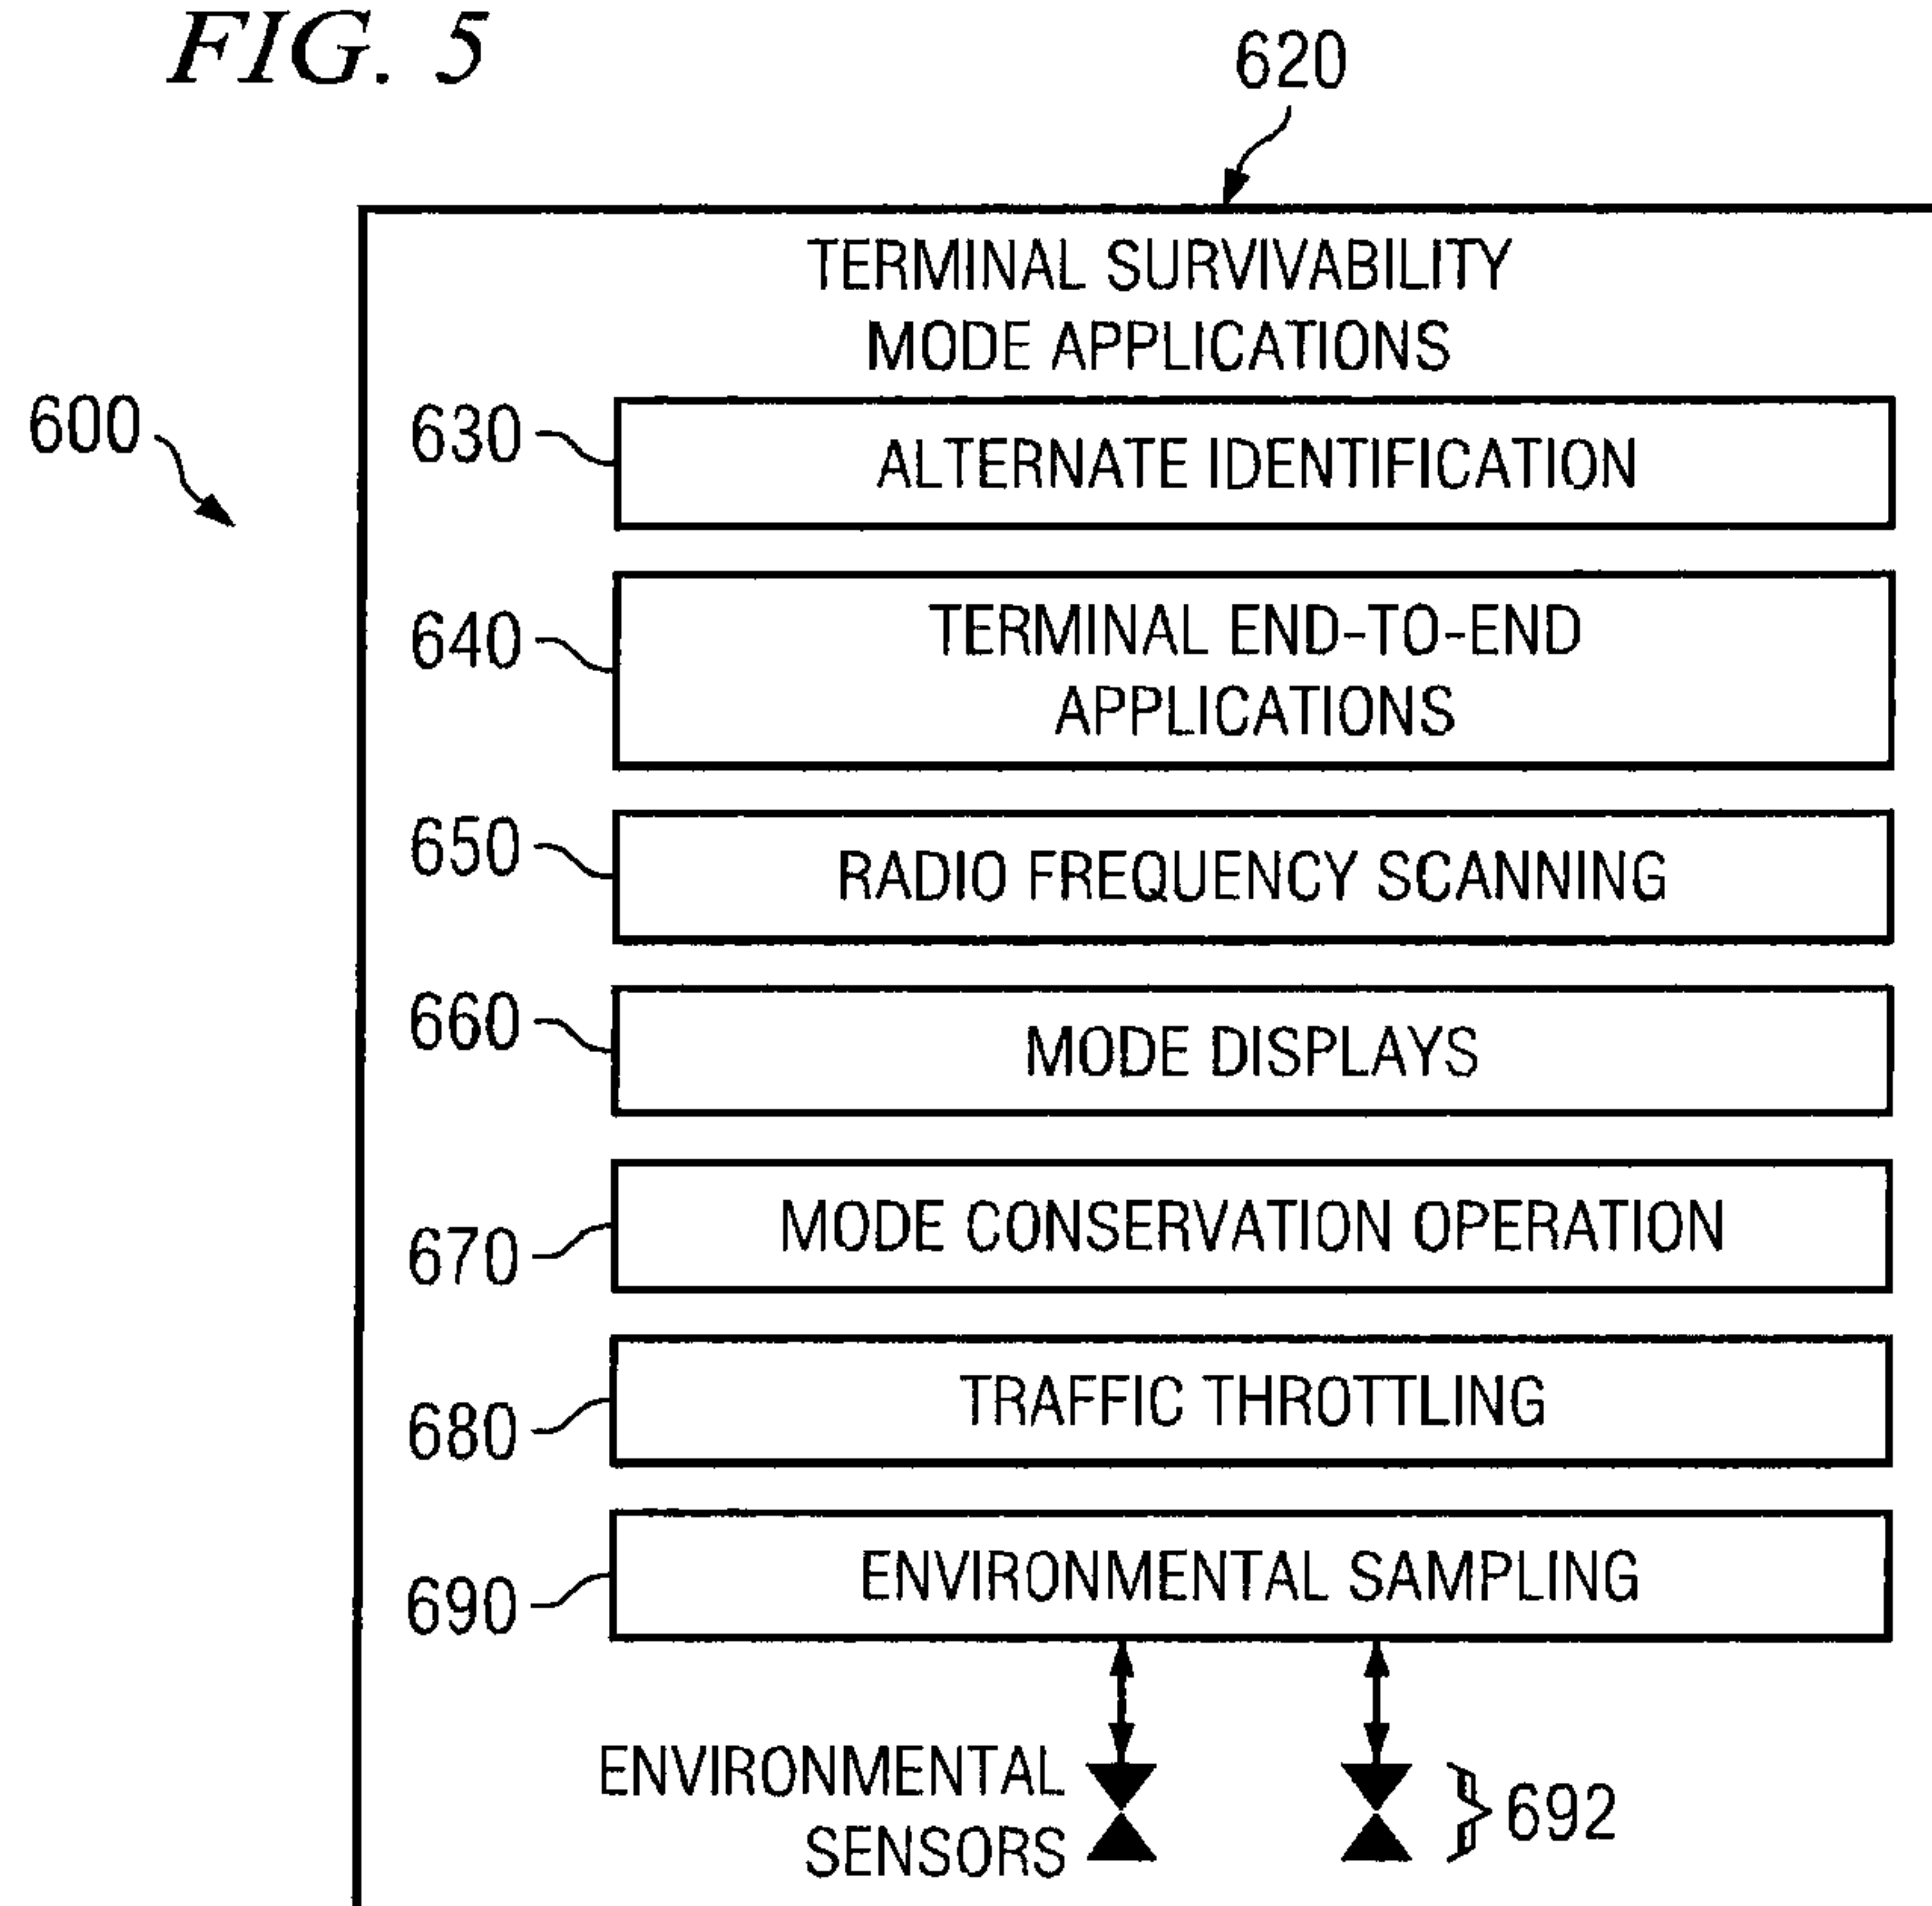 FIG. 5
620
TERMINAL SURVIVABILITY
MODE APPLICATIONS
600
630
ALTERNATE IDENTIFICATION
640
TERMINAL END-TO-END
APPLICATIONS
650
RADIO FREQUENCY SCANNING
660
MODE DISPLAYS
670
MODE CONSERVATION OPERATION
680
TRAFFIC THROTTLING
690
ENVIRONMENTAL SAMPLING
ENVIRONMENTAL
SENSORS
692